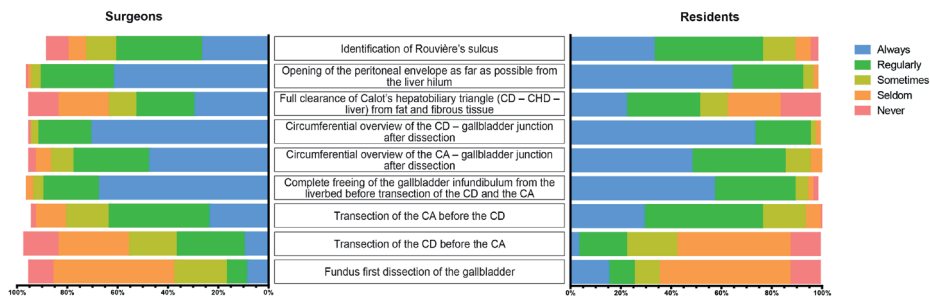 Surgeons
Residents
Identification of Rouvière's sulcus
Opening of the peritoneal envelope as far as possible from
the liver hilum
Full clearance of Calot's hepatobiliary triangle (CD – CHD –
liver) from fat and fibrous tissue
Circumferential overview of the CD – gallbladder junction
after dissection
Circumferential overview of the CA – gallbladder junction
after dissection
Complete freeing of the gallbladder infundibulum from the
liverbed before transection of the CD and the CA
Transection of the CA before the CD
Transection of the CD before the CA
Fundus first dissection of the gallbladder
Always
Regularly
Sometimes
Seldom
Never
100% 80% 60% 40% 20% 0%
0% 20% 40% 60% 80% 100%